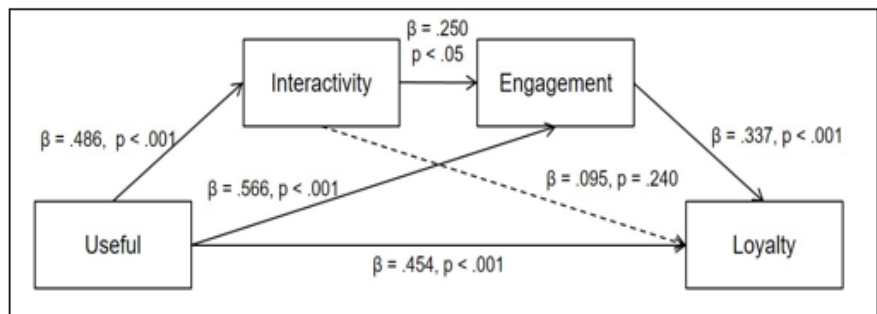 β = .250
p < .05
Interactivity
Engagement
β = .486, p < .001
β = .337, p < .001
β = .566, p < .001
β = .095, p = .240
Useful
Loyalty
β = .454, p < .001